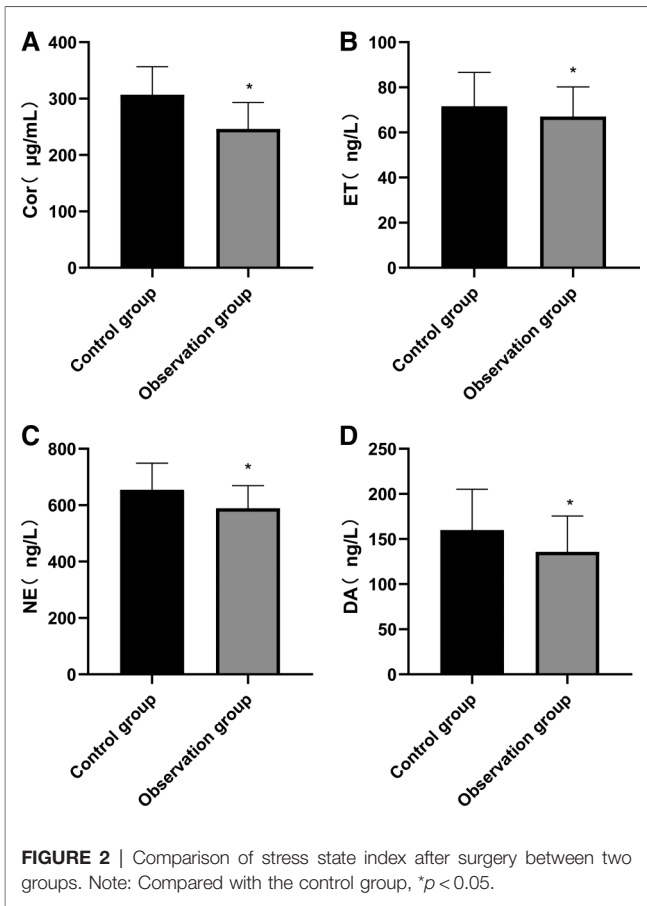 A
Cor( μg/mL)
400
300
200
100
0
Control group
Observation group
*
B
ET( ng/L)
100
80
60
40
20
0
Control group
Observation group
*
C
NE( ng/L)
800
600
400
200
0
Control group
Observation group
*
D
DA( ng/L)
250
200
150
100
50
0
Control group
Observation group
*
FIGURE 2 | Comparison of stress state index after surgery between two
groups. Note: Compared with the control group, *p < 0.05.